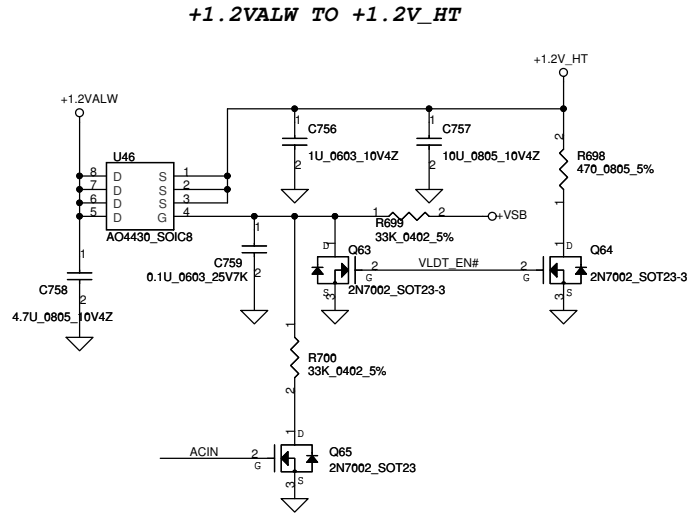 +1.2VALW TO +1.2V_HT
+1.2V_HT
+1.2VALW
1
C756
1
C757
2
U46
2
1U_0603_10V4Z
2
10U_0805_10V4Z
R698
470_0805_5%
8 D S 1
7 D S 2
6 D S 3
5 D G 4
1
AO4430_SOIC8
1 R699 2
+VSB
33K_0402_5%
1
C758
2
4.7U_0805_10V4Z
1
C759
2
0.1U_0603_25V7K
1 D
Q63
2 G
S 3
2N7002_SOT23-3
VLDT_EN#
1 D
Q64
2 G
3 S
2N7002_SOT23-3
1
R700
33K_0402_5%
2
1 D
ACIN
2 G
Q65
2N7002_SOT23
3 S